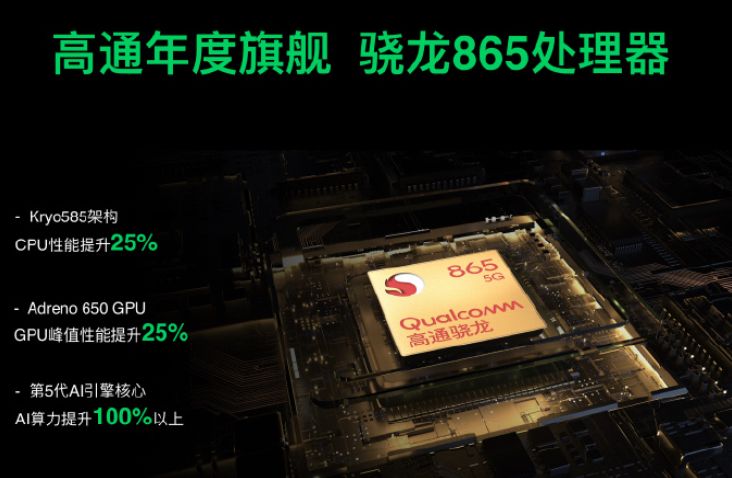 高通年度旗舰 骁龙865处理器
- Kryo585架构
CPU性能提升25%
- Adreno 650 GPU
GPU峰值性能提升25%
- 第5代AI引擎核心
AI算力提升100%以上
865
5G
Qualcomm
高通骁龙